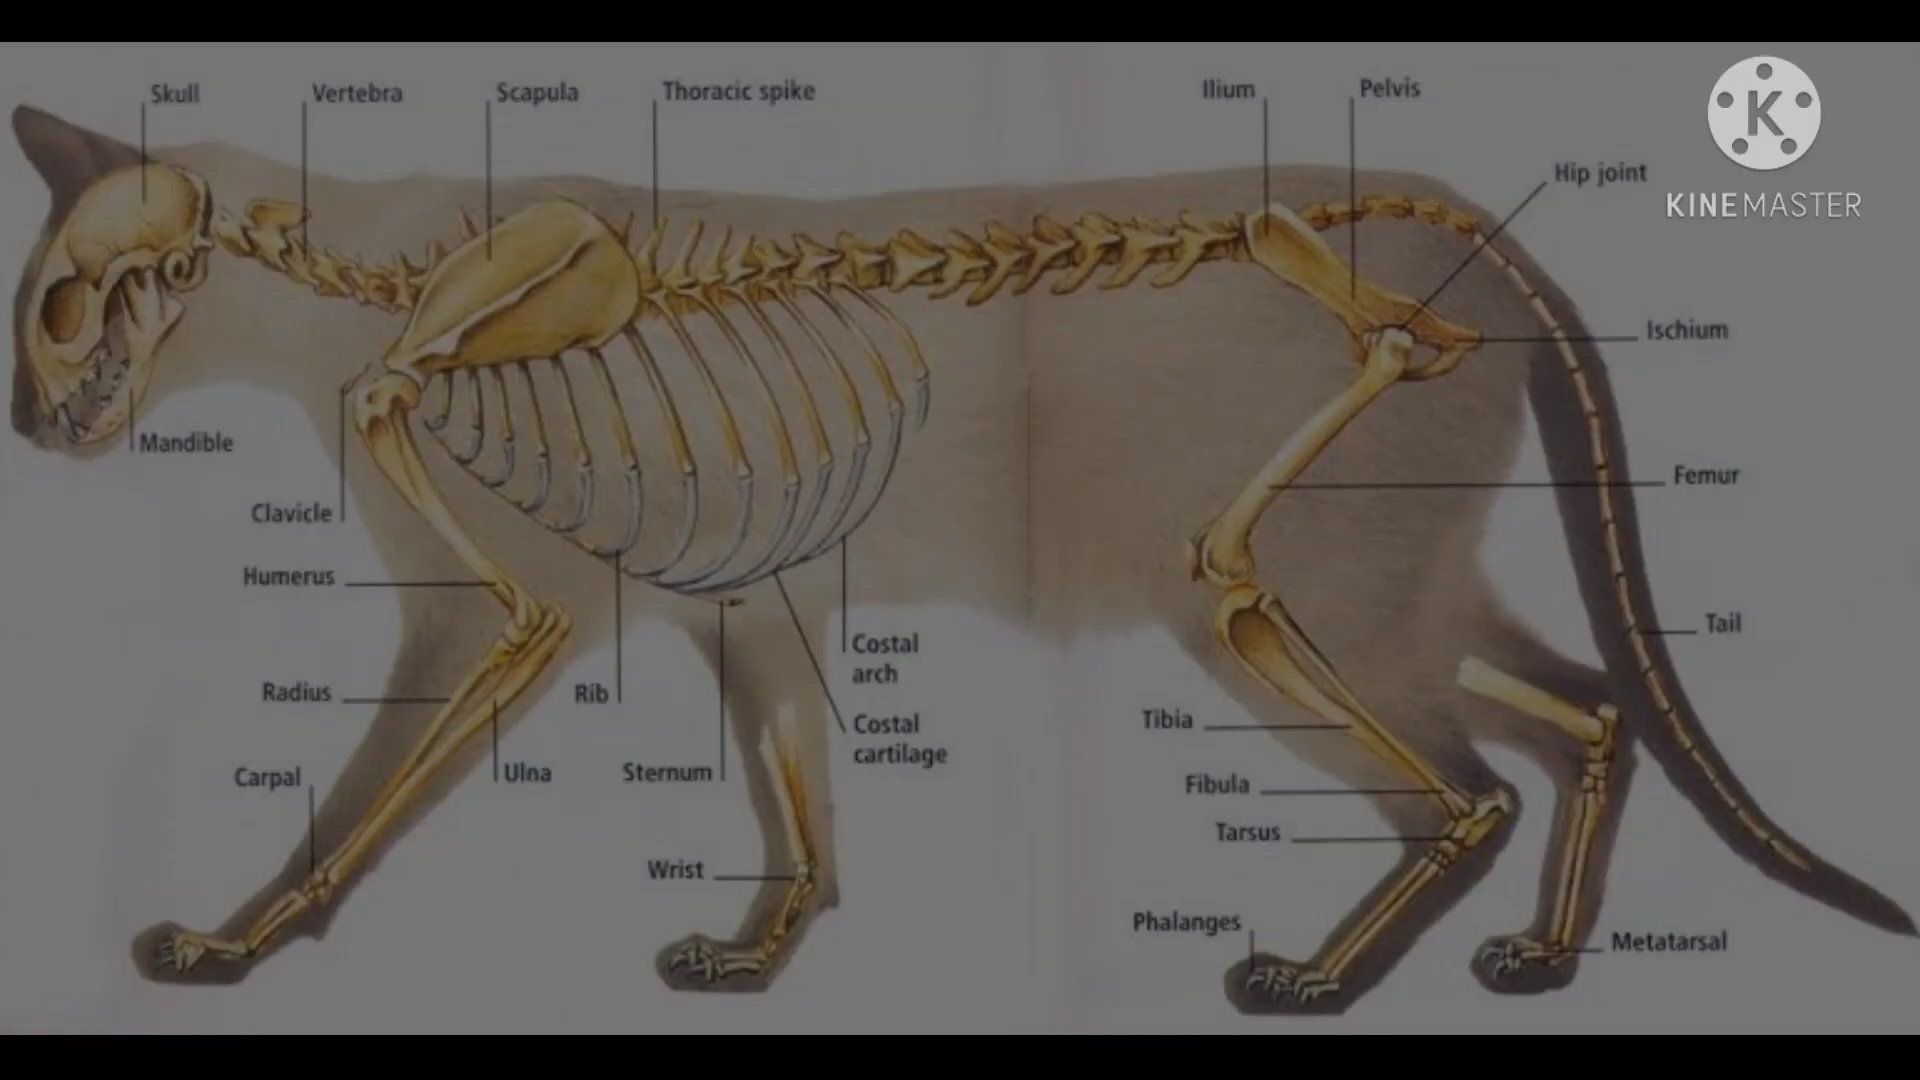 Skull
Vertebra
Scapula
Thoracic spike
Ilium
Pelvis
K
KINEMASTER
Hip joint
Ischium
Mandible
Femur
Clavicle
Humerus
Tail
Costal
arch
Radius
Rib
Costal
cartilage
Tibia
Carpal
Ulna
Sternum
Fibula
Tarsus
Wrist
Phalanges
Metatarsal